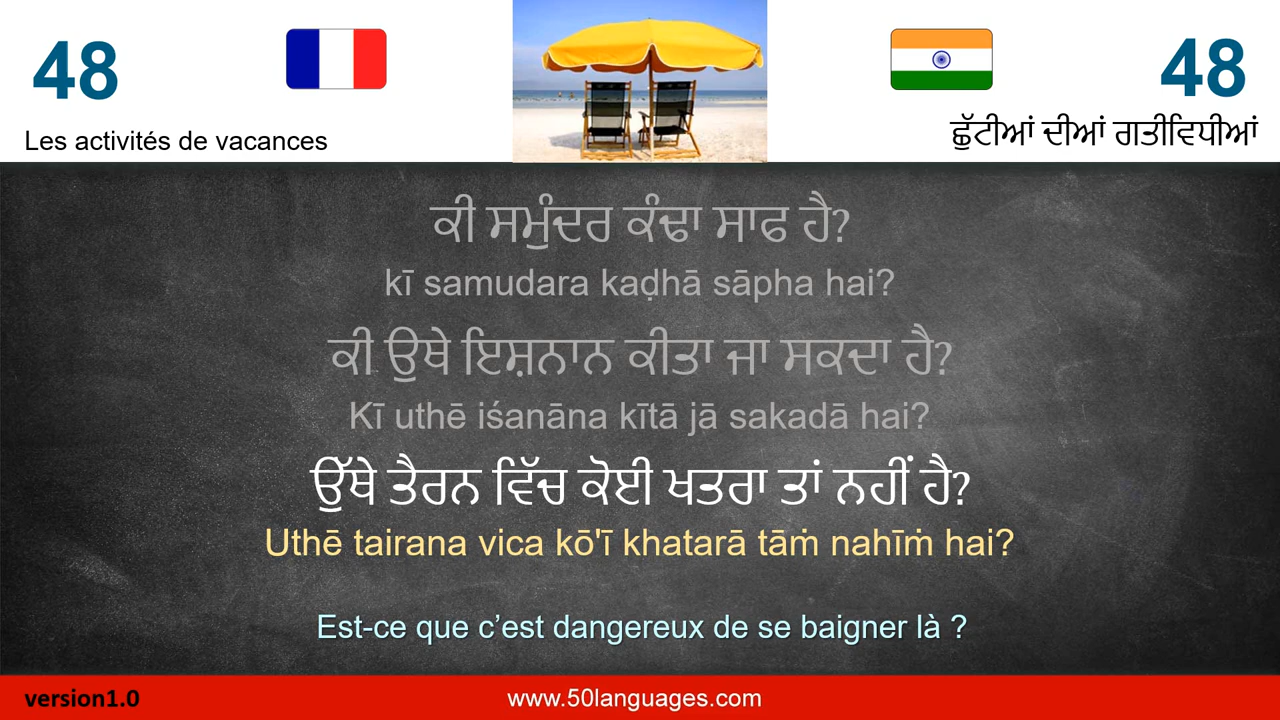 48
48
Les activités de vacances
ਛੁੱਟੀਆਂ ਦੀਆਂ ਗਤੀਵਿਧੀਆਂ
ਕੀ ਸਮੁੰਦਰ ਕੰਢਾ ਸਾਫ ਹੈ?
kī samudara kaḍhā sāpha hai?
ਕੀ ਉਥੇ ਇਸ਼ਨਾਨ ਕੀਤਾ ਜਾ ਸਕਦਾ ਹੈ?
Kī uthē iśanāna kītā jā sakadā hai?
ਉੱਥੇ ਤੈਰਨ ਵਿੱਚ ਕੋਈ ਖਤਰਾ ਤਾਂ ਨਹੀਂ ਹੈ?
Uthē tairana vica kō'ī khatarā tāṁ nahīṁ hai?
Est-ce que c’est dangereux de se baigner là ?
version1.0
www.50languages.com